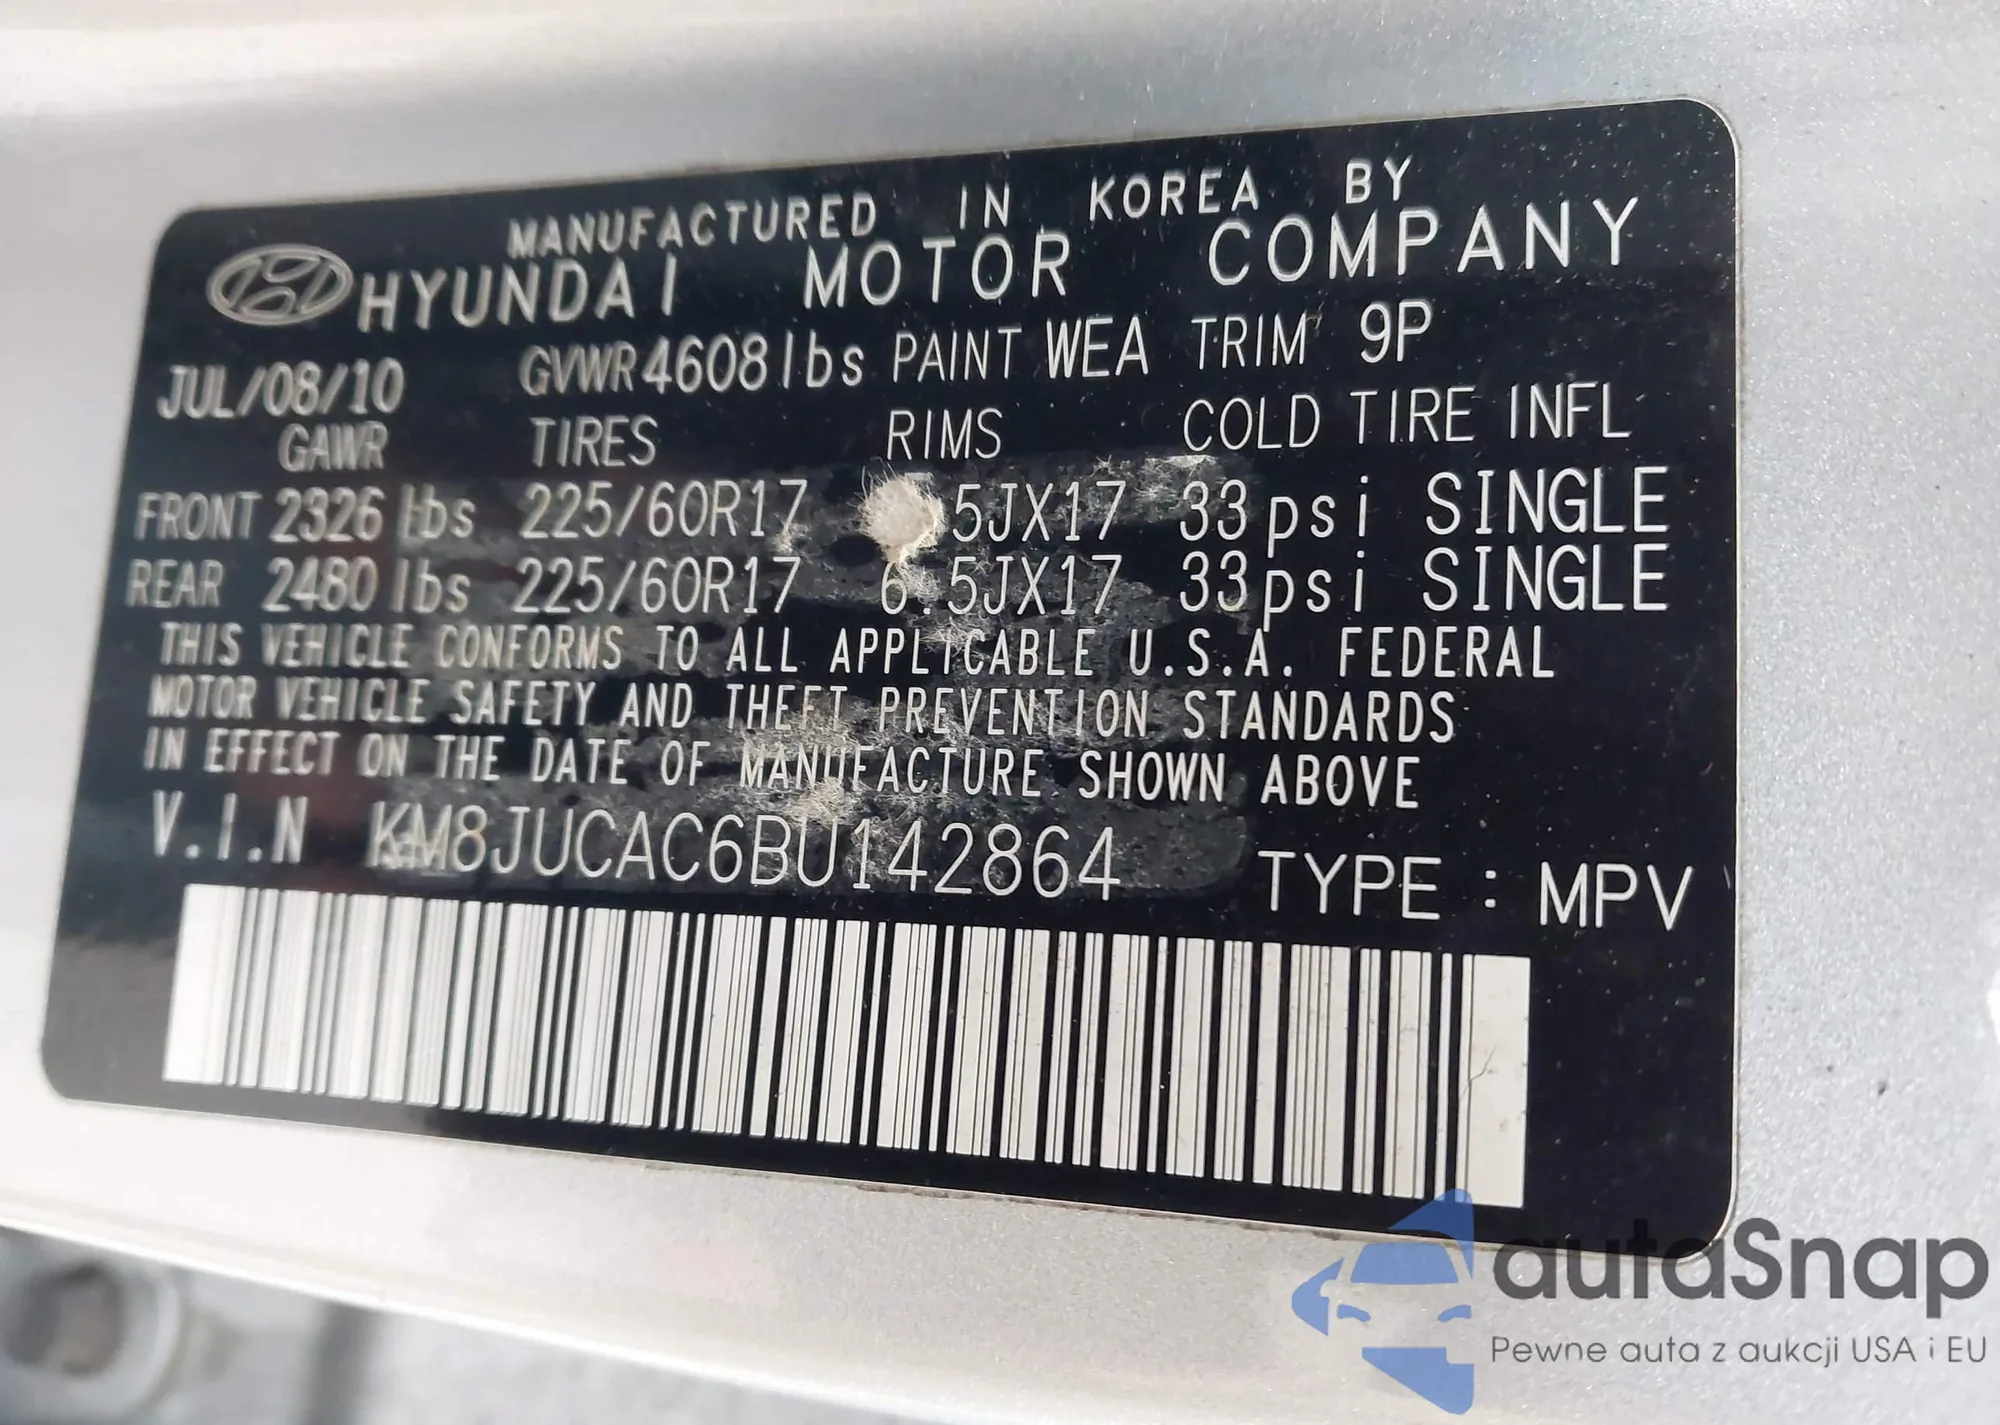 MANUFACTURED IN KOREA BY
HYUNDAI MOTOR COMPANY
JUL/08/10 GVWR 4608lbs PAINT WEA TRIM 9P
GAWR TIRES RIMS COLD TIRE INFL
FRONT 2326 lbs 225/60R17 5JX17 33psi SINGLE
REAR 2480 lbs 225/60R17 6.5JX17 33psi SINGLE
THIS VEHICLE CONFORMS TO ALL APPLICABLE U.S.A. FEDERAL
MOTOR VEHICLE SAFETY AND THEFT PREVENTION STANDARDS
IN EFFECT ON THE DATE OF MANUFACTURE SHOWN ABOVE
V.I.N KM8JUCAC6BU142864 TYPE : MPV
autaSnap
Pewne auta z aukcji USA i EU